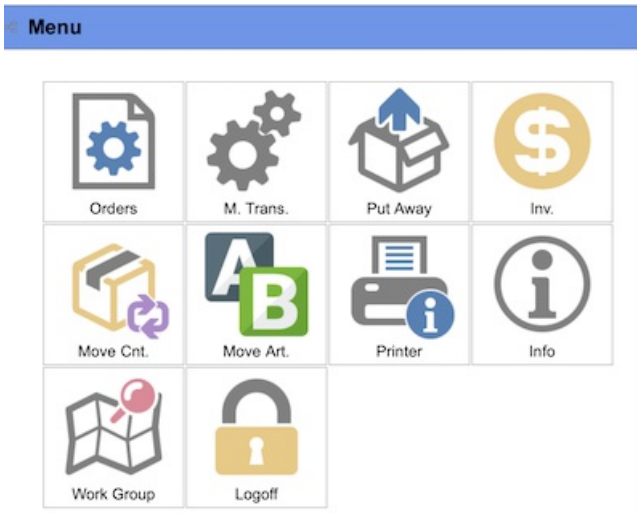 Menu
Orders
M. Trans.
Put Away
Inv.
Move Cnt.
A
B
Move Art.
Printer
Info
Work Group
Logoff